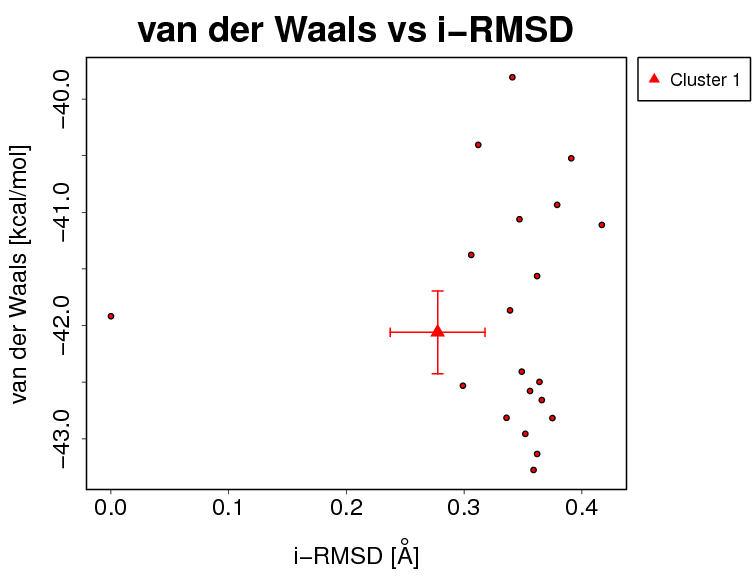 van der Waals vs i−RMSD
Cluster 1
van der Waals [kcal/mol]
−40.0
−41.0
−42.0
−43.0
0.0
0.1
0.2
0.3
0.4
i−RMSD [Å]